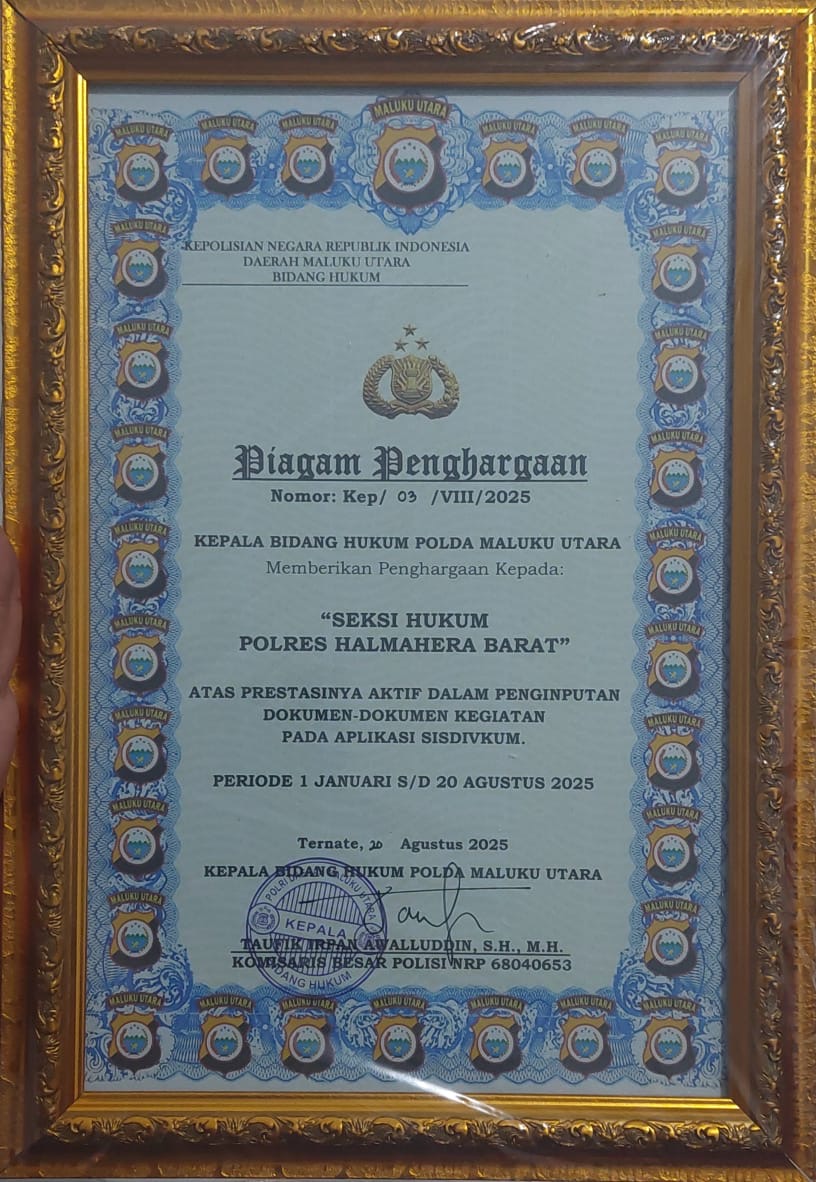 MALUKU UTARA
KEPOLISIAN NEGARA REPUBLIK INDONESIA
DAERAH MALUKU UTARA
BIDANG HUKUM
Piagam Penghargaan
Nomor: Kep/ 03 /VIII/2025
KEPALA BIDANG HUKUM POLDA MALUKU UTARA
Memberikan Penghargaan Kepada:
“SEKSI HUKUM
POLRES HALMAHERA BARAT”
ATAS PRESTASINYA AKTIF DALAM PENGINPUTAN
DOKUMEN-DOKUMEN KEGIATAN
PADA APLIKASI SISDIVKUM.
PERIODE 1 JANUARI S/D 20 AGUSTUS 2025
Ternate, 20 Agustus 2025
KEPALA BIDANG HUKUM POLDA MALUKU UTARA
KEPALA
BIDANG HUKUM
TAUFIK IRPAN AWALLUDDIN, S.H., M.H.
KOMISARIS BESAR POLISI NRP 68040653